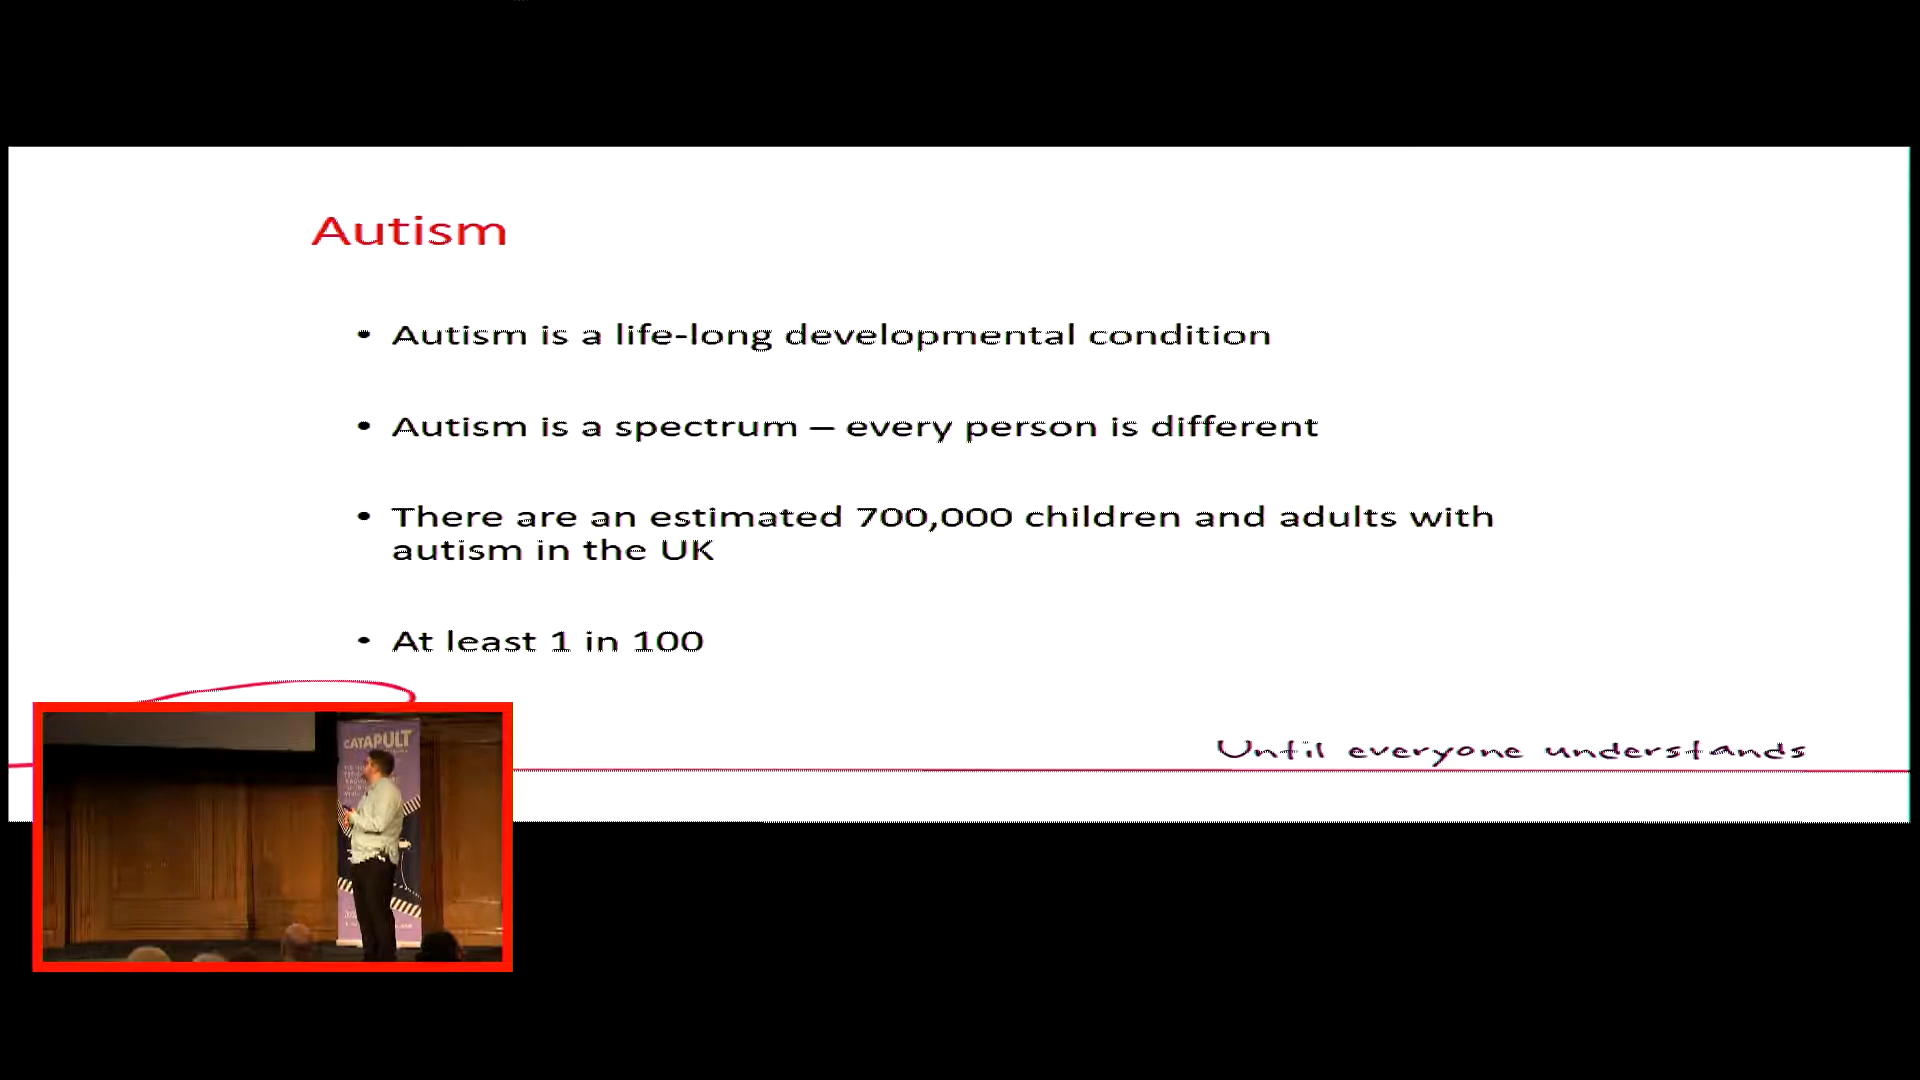 Autism
• Autism is a life-long developmental condition
• Autism is a spectrum – every person is different
• There are an estimated 700,000 children and adults with
autism in the UK
• At least 1 in 100
Until everyone understands
CATAPULT